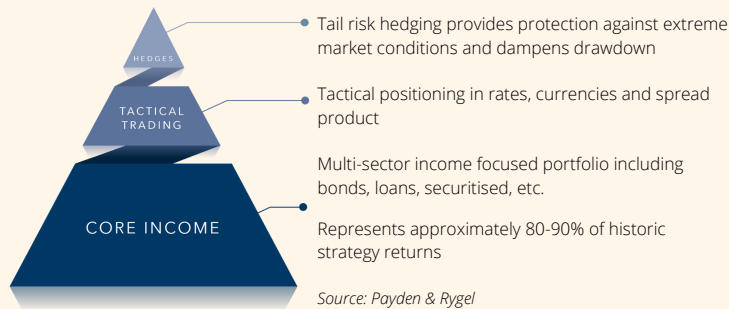 HEDGES
Tail risk hedging provides protection against extreme
market conditions and dampens drawdown
TACTICAL
TRADING
Tactical positioning in rates, currencies and spread
product
CORE INCOME
Multi-sector income focused portfolio including
bonds, loans, securitised, etc.
Represents approximately 80-90% of historic
strategy returns
Source: Payden & Rygel